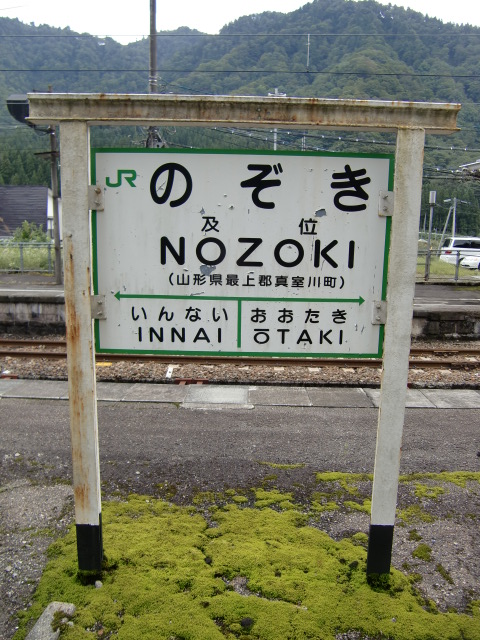 JR のぞき
及位
NOZOKI
(山形県最上郡真室川町)
いんない おおたき
INNAI ŌTAKI